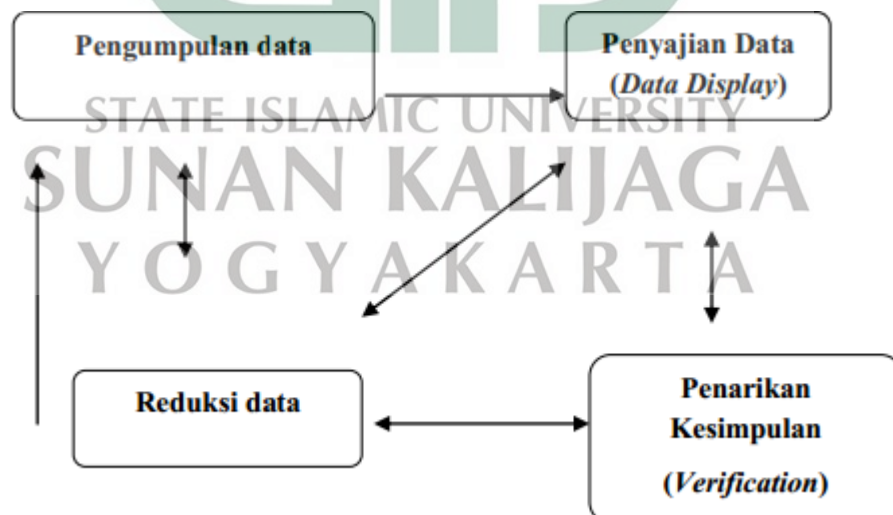 Pengumpulan data
Penyajian Data
(Data Display)
STATE ISLAMIC UNIVERSITY
SUNAN KALIJAGA
YOGYAKARTA
Reduksi data
Penarikan
Kesimpulan
(Verification)